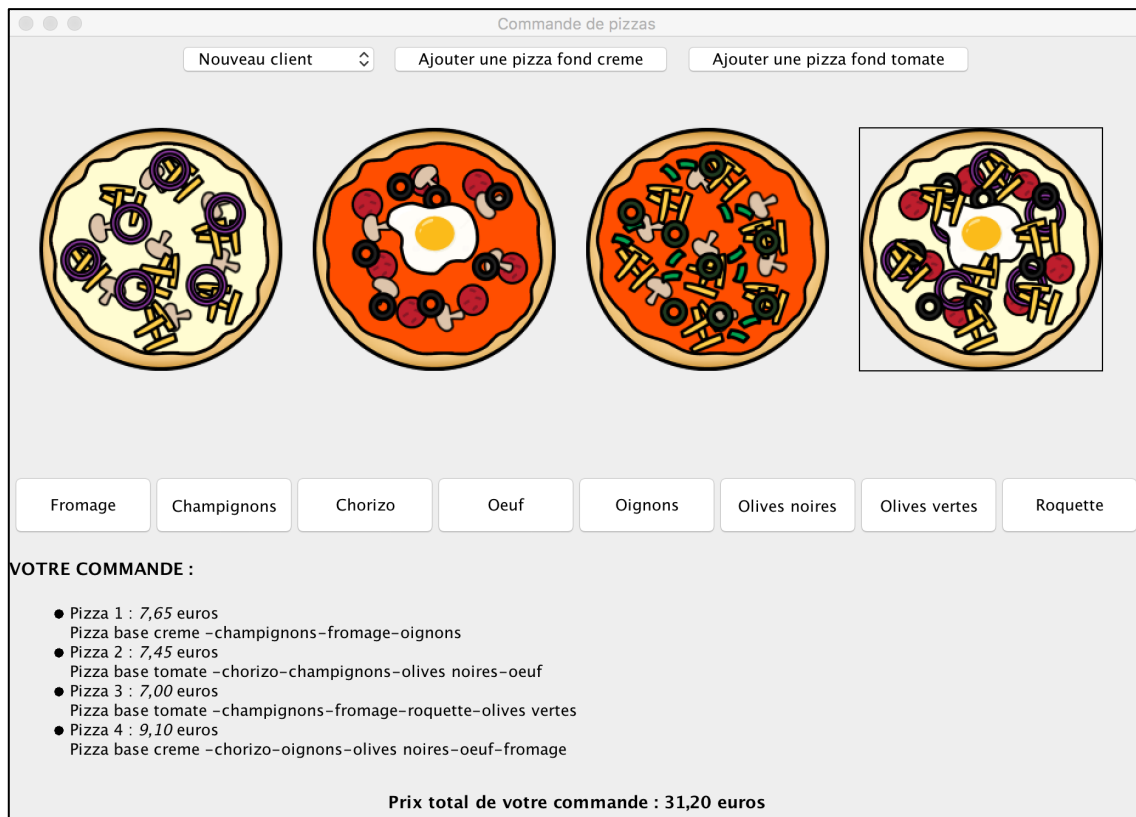 Commande de pizzas
Nouveau client
Ajouter une pizza fond creme
Ajouter une pizza fond tomate
Fromage
Champignons
Chorizo
Oeuf
Oignons
Olives noires
Olives vertes
Roquette
VOTRE COMMANDE :
Pizza 1 : 7,65 euros
Pizza base creme -champignons-fromage-oignons
Pizza 2 : 7,45 euros
Pizza base tomate -chorizo-champignons-olives noires-oeuf
Pizza 3 : 7,00 euros
Pizza base tomate -champignons-fromage-roquette-olives vertes
Pizza 4 : 9,10 euros
Pizza base creme -chorizo-oignons-olives noires-oeuf-fromage
Prix total de votre commande : 31,20 euros